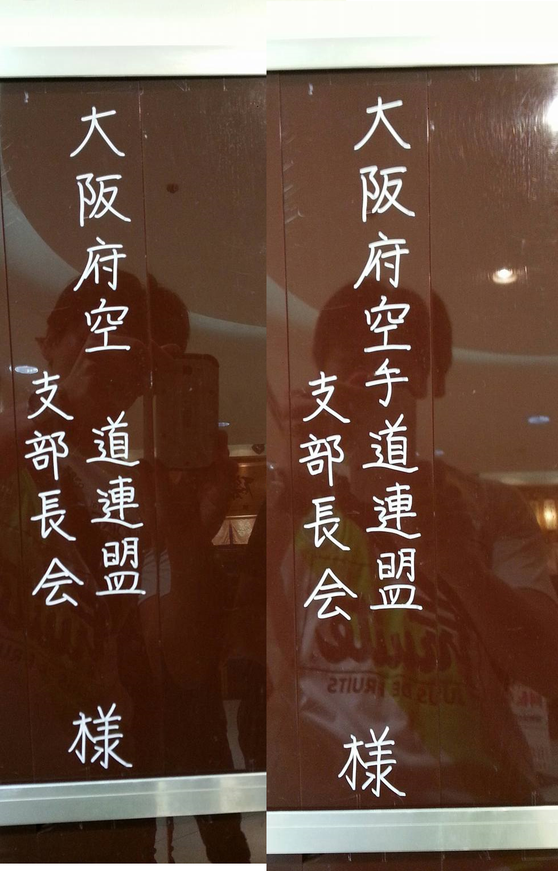 大阪府空 道連盟
支部長会
様
大阪府空手道連盟
支部長会
様